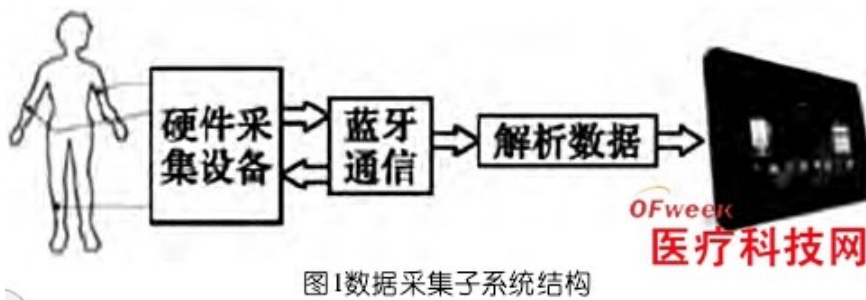 硬件采
集设备
蓝牙
通信
解析数据
OFweek
医疗科技网
图1数据采集子系统结构